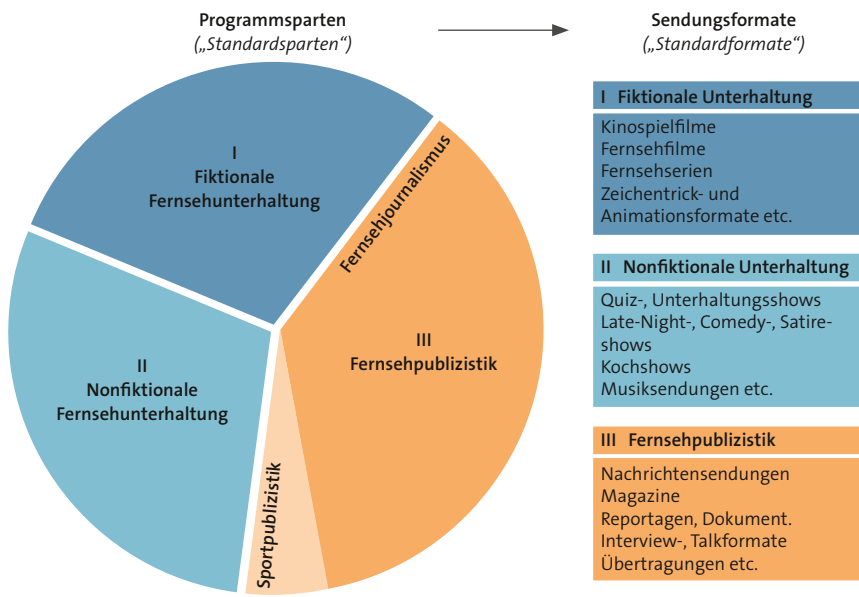 Programmsparten
(„Standardsparten“)
Sendungsformate
(„Standardformate“)
I
Fiktionale
Fernsehunterhaltung
Fernsehjournalismus
III
Fernsehpublizistik
II
Nonfiktionale
Fernsehunterhaltung
Sportpublizistik
I Fiktionale Unterhaltung
Kinospielfilme
Fernsehfilme
Fernsehserien
Zeichentrick- und
Animationsformate etc.
II Nonfiktionale Unterhaltung
Quiz-, Unterhaltungsshows
Late-Night-, Comedy-, Satire-
shows
Kochshows
Musiksendungen etc.
III Fernsehpublizistik
Nachrichtensendungen
Magazine
Reportagen, Dokument.
Interview-, Talkformate
Übertragungen etc.